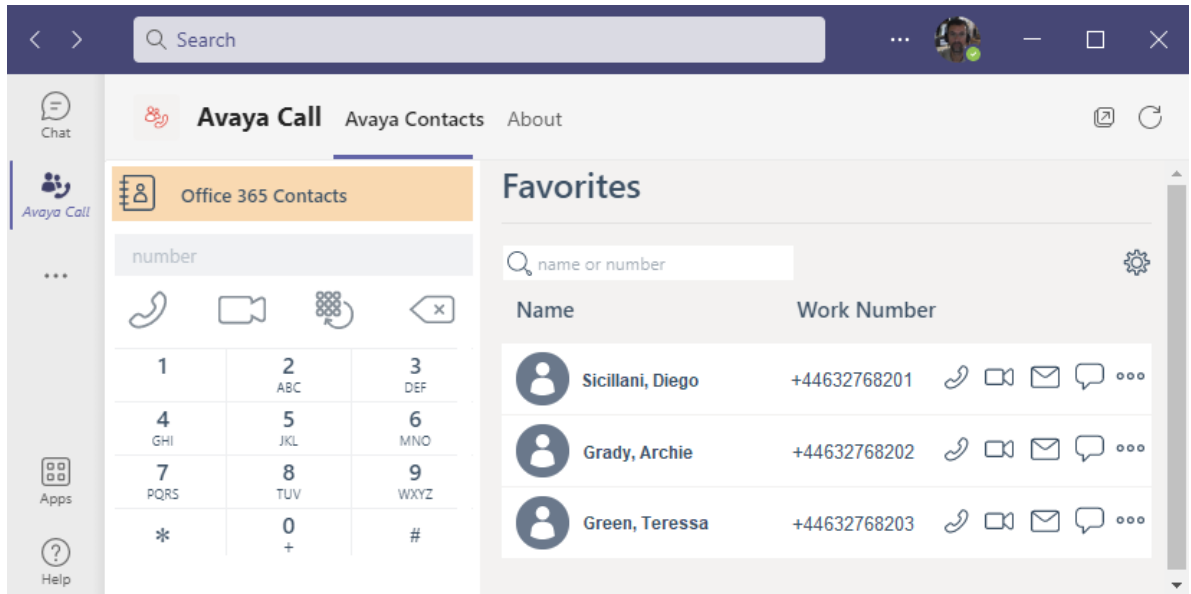 Search
Chat
Avaya Call
Apps
Help
Avaya Call Avaya Contacts About
Office 365 Contacts
number
1 2 3
ABC DEF
4 5 6
GHI JKL MNO
7 8 9
PQRS TUV WXYZ
* 0 #
+
Favorites
name or number
Name Work Number
Sicillani, Diego +44632768201
Grady, Archie +44632768202
Green, Teressa +44632768203